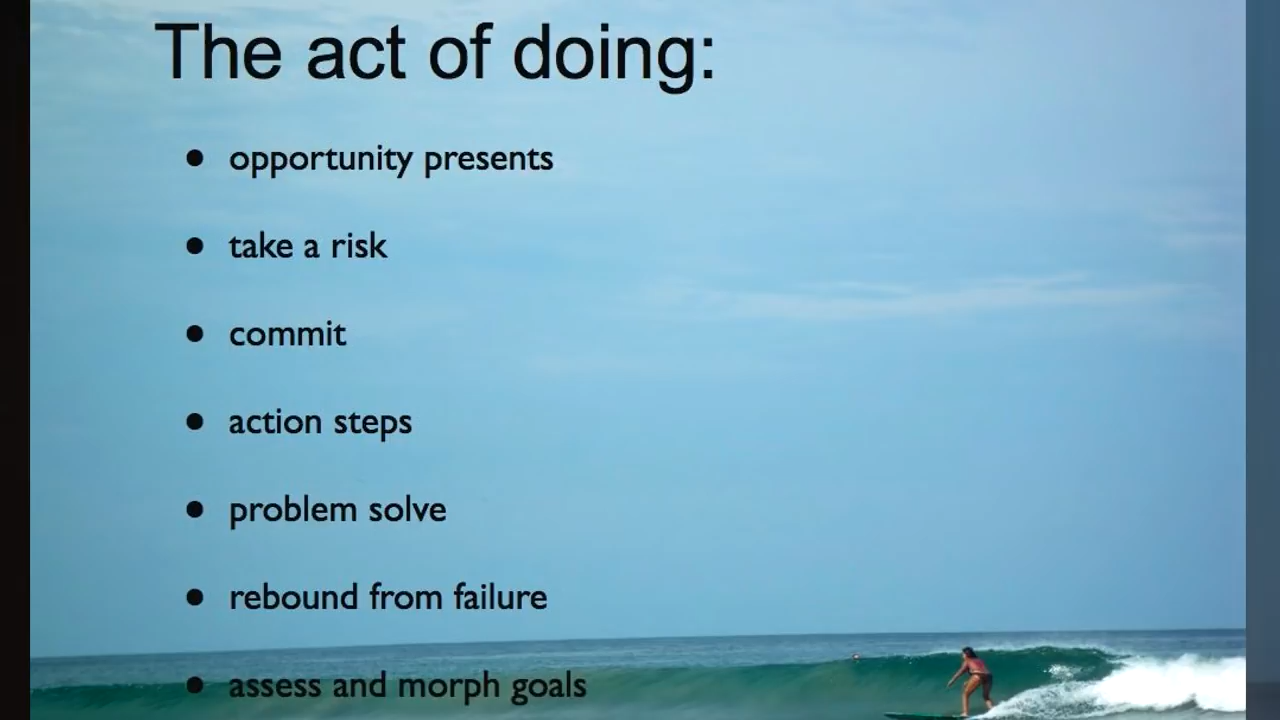 The act of doing:
• opportunity presents
• take a risk
• commit
• action steps
• problem solve
• rebound from failure
• assess and morph goals